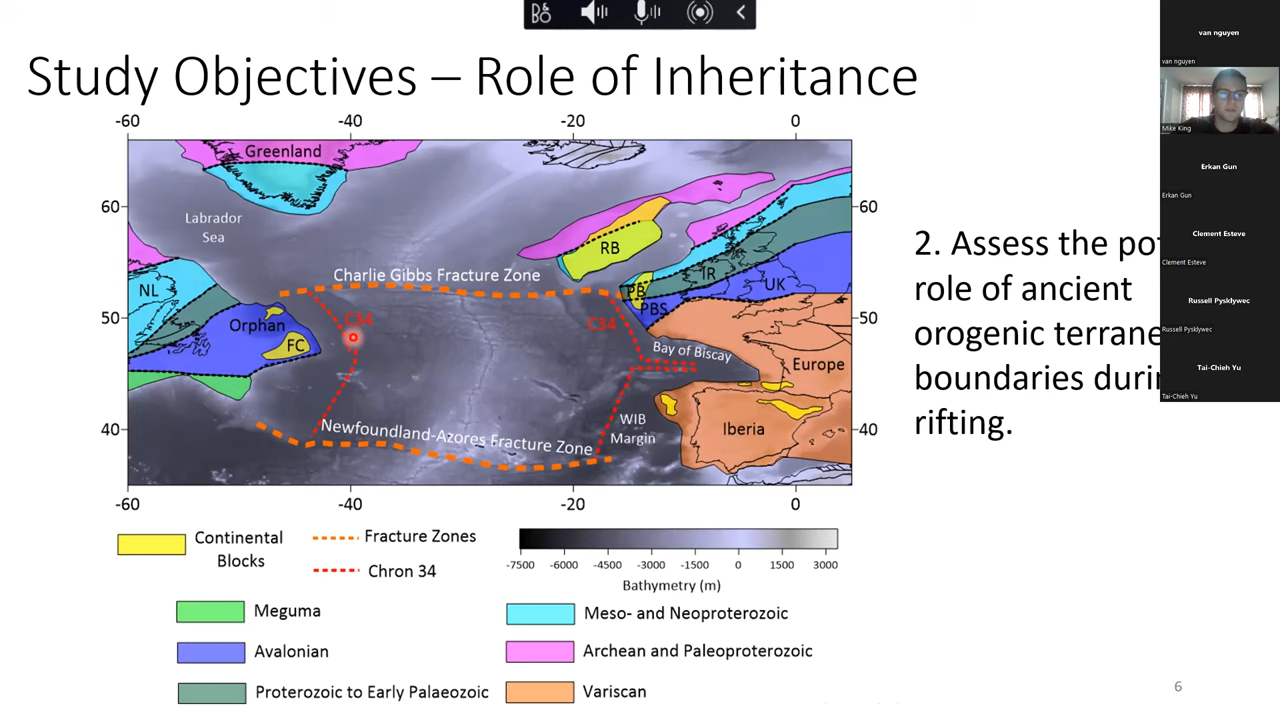 Study Objectives – Role of Inheritance
van nguyen
van nguyen
Mike King
Erkan Gun
Erkan Gun
Clement Esteve
Clement Esteve
Russell Pysklywec
Russell Pysklywec
Tai-Chieh Yu
Tai-Chieh Yu
-60 -40 -20 0
Greenland
60 60
Labrador
Sea
RB
NL
Charlie Gibbs Fracture Zone
IR
UK
PB
PBS
50 50
Orphan
C34
C34
FC
Bay of Biscay
Europe
40 40
Newfoundland-Azores Fracture Zone
WIB
Margin
Iberia
-60 -40 -20 0
2. Assess the pot
role of ancient
orogenic terrane
boundaries duri
rifting.
Continental
Blocks
Fracture Zones
Chron 34
-7500 -6000 -4500 -3000 -1500 0 1500 3000
Bathymetry (m)
Meguma
Meso- and Neoproterozoic
Avalonian
Archean and Paleoproterozoic
Proterozoic to Early Palaeozoic
Variscan
6